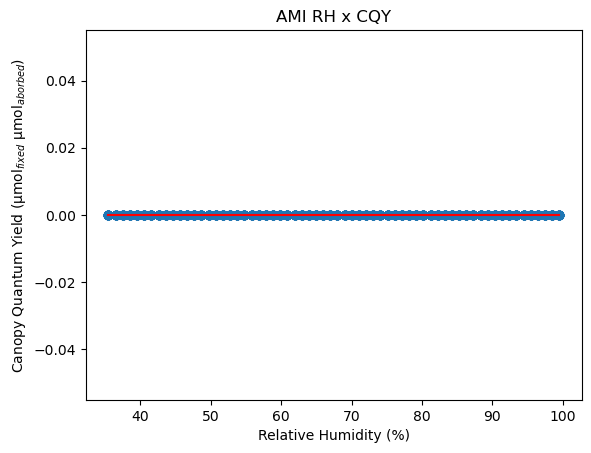 AMI RH x CQY
Canopy Quantum Yield (µmol_fixed µmol_aborbed)
0.04
0.02
0.00
−0.02
−0.04
40 50 60 70 80 90 100
Relative Humidity (%)